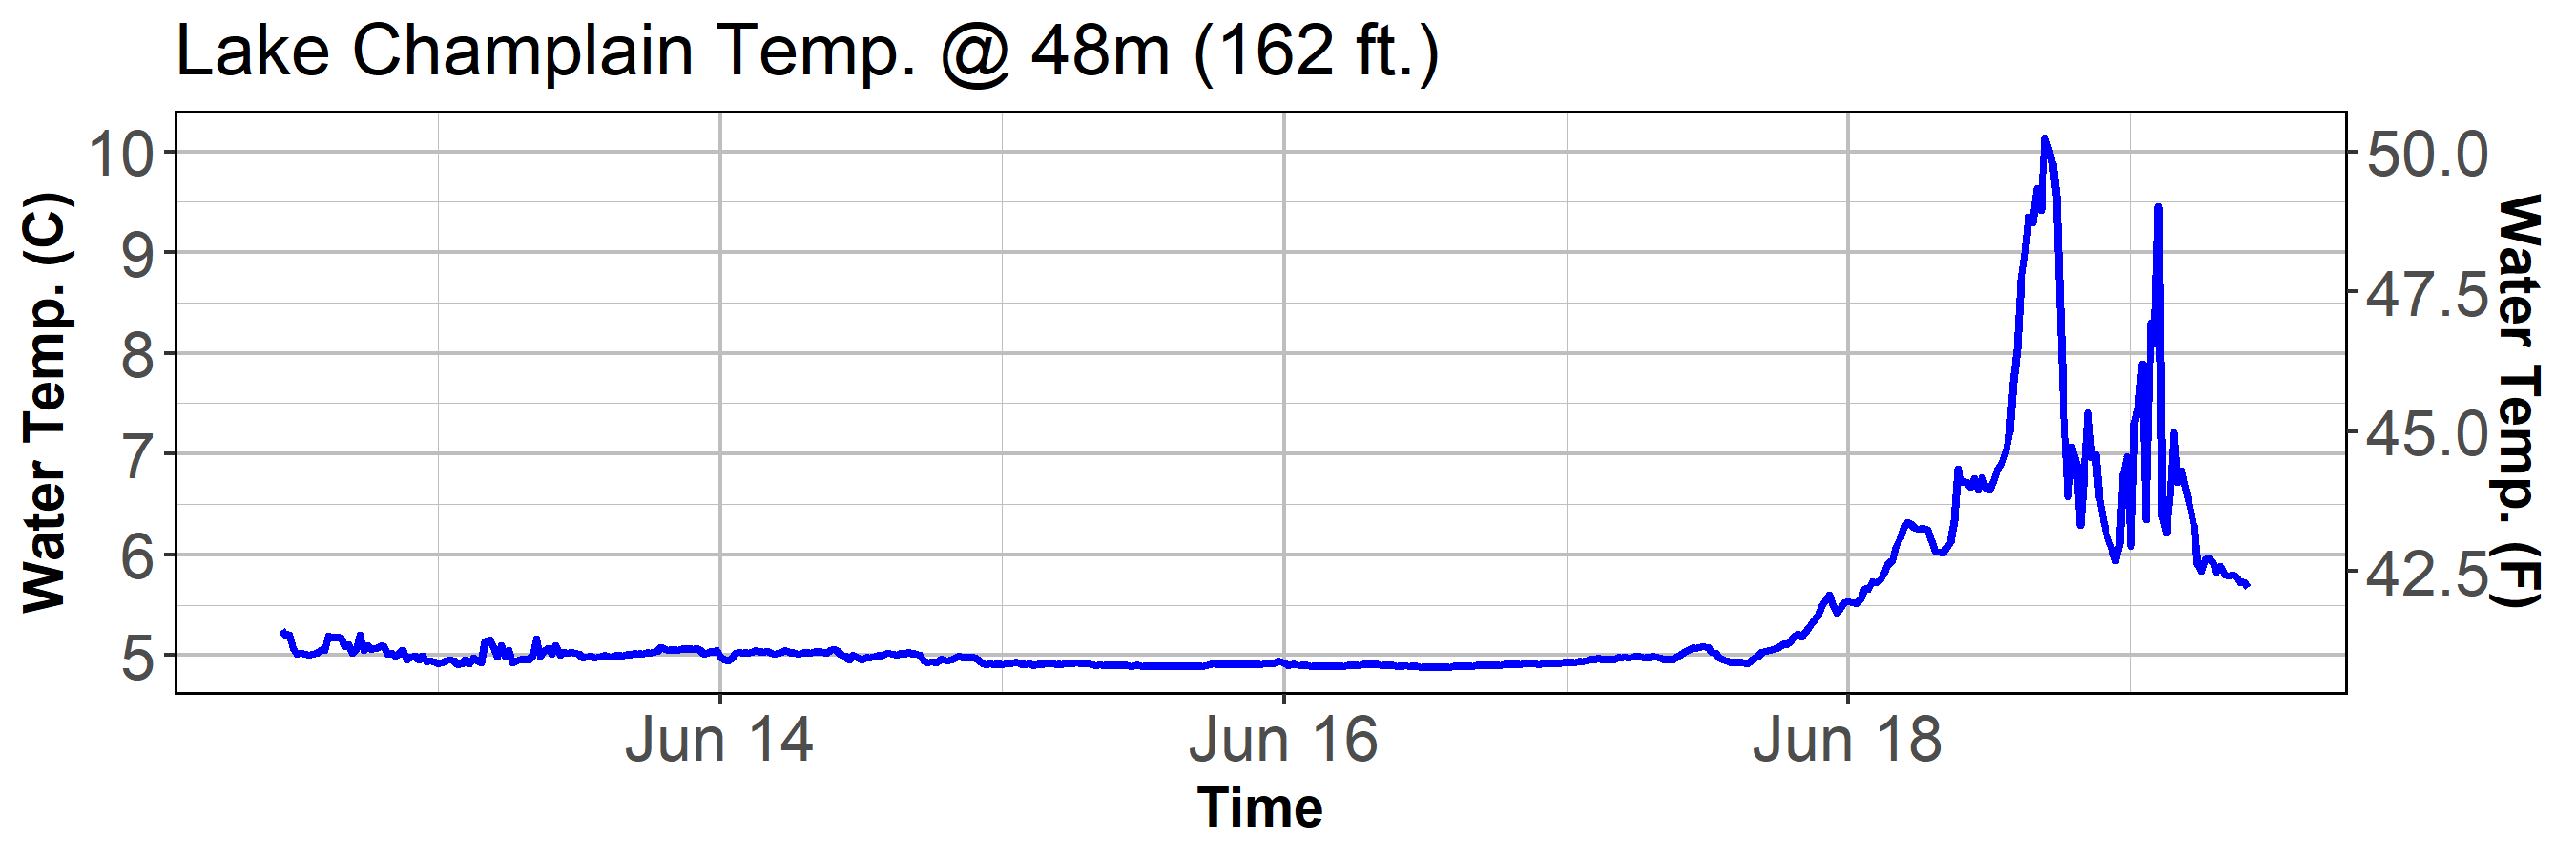 Lake Champlain Temp. @ 48m (162 ft.)
Water Temp. (C)
10
9
8
7
6
5
50.0
47.5
45.0
42.5
Water Temp. (F)
Jun 14
Jun 16
Jun 18
Time